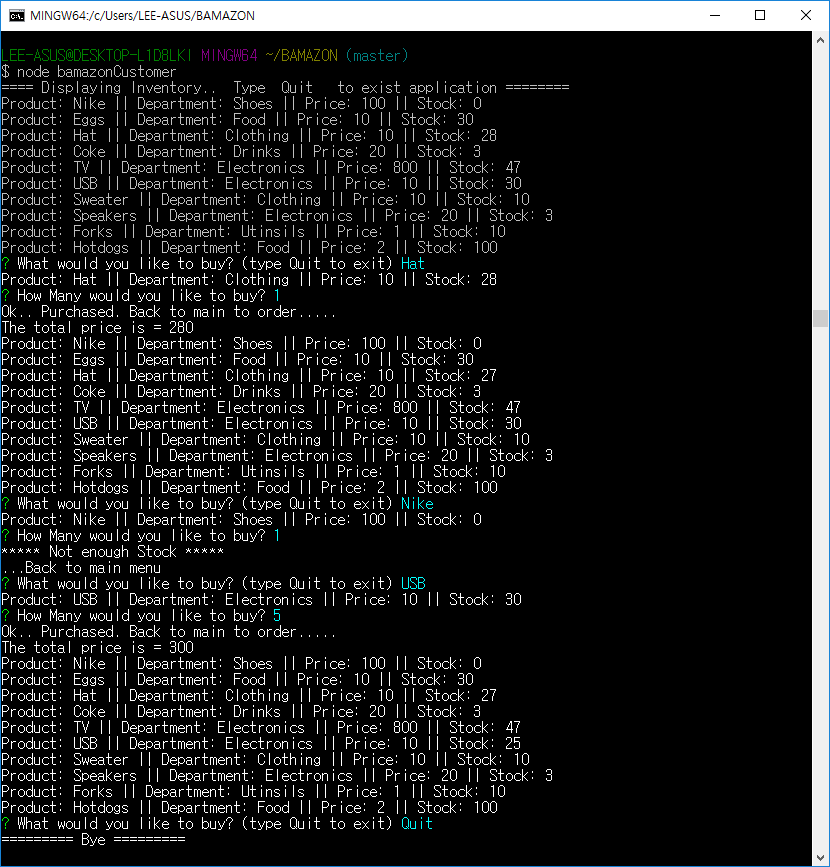 MINGW64:/c/Users/LEE-ASUS/BAMAZON
LEE-ASUS@DESKTOP-L1D8LKI MINGW64 ~/BAMAZON (master)
$ node bamazonCustomer
==== Displaying Inventory.. Type Quit to exist application ========
Product: Nike || Department: Shoes || Price: 100 || Stock: 0
Product: Eggs || Department: Food || Price: 10 || Stock: 30
Product: Hat || Department: Clothing || Price: 10 || Stock: 28
Product: Coke || Department: Drinks || Price: 20 || Stock: 3
Product: TV || Department: Electronics || Price: 800 || Stock: 47
Product: USB || Department: Electronics || Price: 10 || Stock: 30
Product: Sweater || Department: Clothing || Price: 10 || Stock: 10
Product: Speakers || Department: Electronics || Price: 20 || Stock: 3
Product: Forks || Department: Utinsils || Price: 1 || Stock: 10
Product: Hotdogs || Department: Food || Price: 2 || Stock: 100
? What would you like to buy? (type Quit to exit) Hat
Product: Hat || Department: Clothing || Price: 10 || Stock: 28
? How Many would you like to buy? 1
Ok.. Purchased. Back to main to order.....
The total price is = 280
Product: Nike || Department: Shoes || Price: 100 || Stock: 0
Product: Eggs || Department: Food || Price: 10 || Stock: 30
Product: Hat || Department: Clothing || Price: 10 || Stock: 27
Product: Coke || Department: Drinks || Price: 20 || Stock: 3
Product: TV || Department: Electronics || Price: 800 || Stock: 47
Product: USB || Department: Electronics || Price: 10 || Stock: 30
Product: Sweater || Department: Clothing || Price: 10 || Stock: 10
Product: Speakers || Department: Electronics || Price: 20 || Stock: 3
Product: Forks || Department: Utinsils || Price: 1 || Stock: 10
Product: Hotdogs || Department: Food || Price: 2 || Stock: 100
? What would you like to buy? (type Quit to exit) Nike
Product: Nike || Department: Shoes || Price: 100 || Stock: 0
? How Many would you like to buy? 1
***** Not enough Stock *****
...Back to main menu
? What would you like to buy? (type Quit to exit) USB
Product: USB || Department: Electronics || Price: 10 || Stock: 30
? How Many would you like to buy? 5
Ok.. Purchased. Back to main to order.....
The total price is = 300
Product: Nike || Department: Shoes || Price: 100 || Stock: 0
Product: Eggs || Department: Food || Price: 10 || Stock: 30
Product: Hat || Department: Clothing || Price: 10 || Stock: 27
Product: Coke || Department: Drinks || Price: 20 || Stock: 3
Product: TV || Department: Electronics || Price: 800 || Stock: 47
Product: USB || Department: Electronics || Price: 10 || Stock: 25
Product: Sweater || Department: Clothing || Price: 10 || Stock: 10
Product: Speakers || Department: Electronics || Price: 20 || Stock: 3
Product: Forks || Department: Utinsils || Price: 1 || Stock: 10
Product: Hotdogs || Department: Food || Price: 2 || Stock: 100
? What would you like to buy? (type Quit to exit) Quit
========= Bye =========